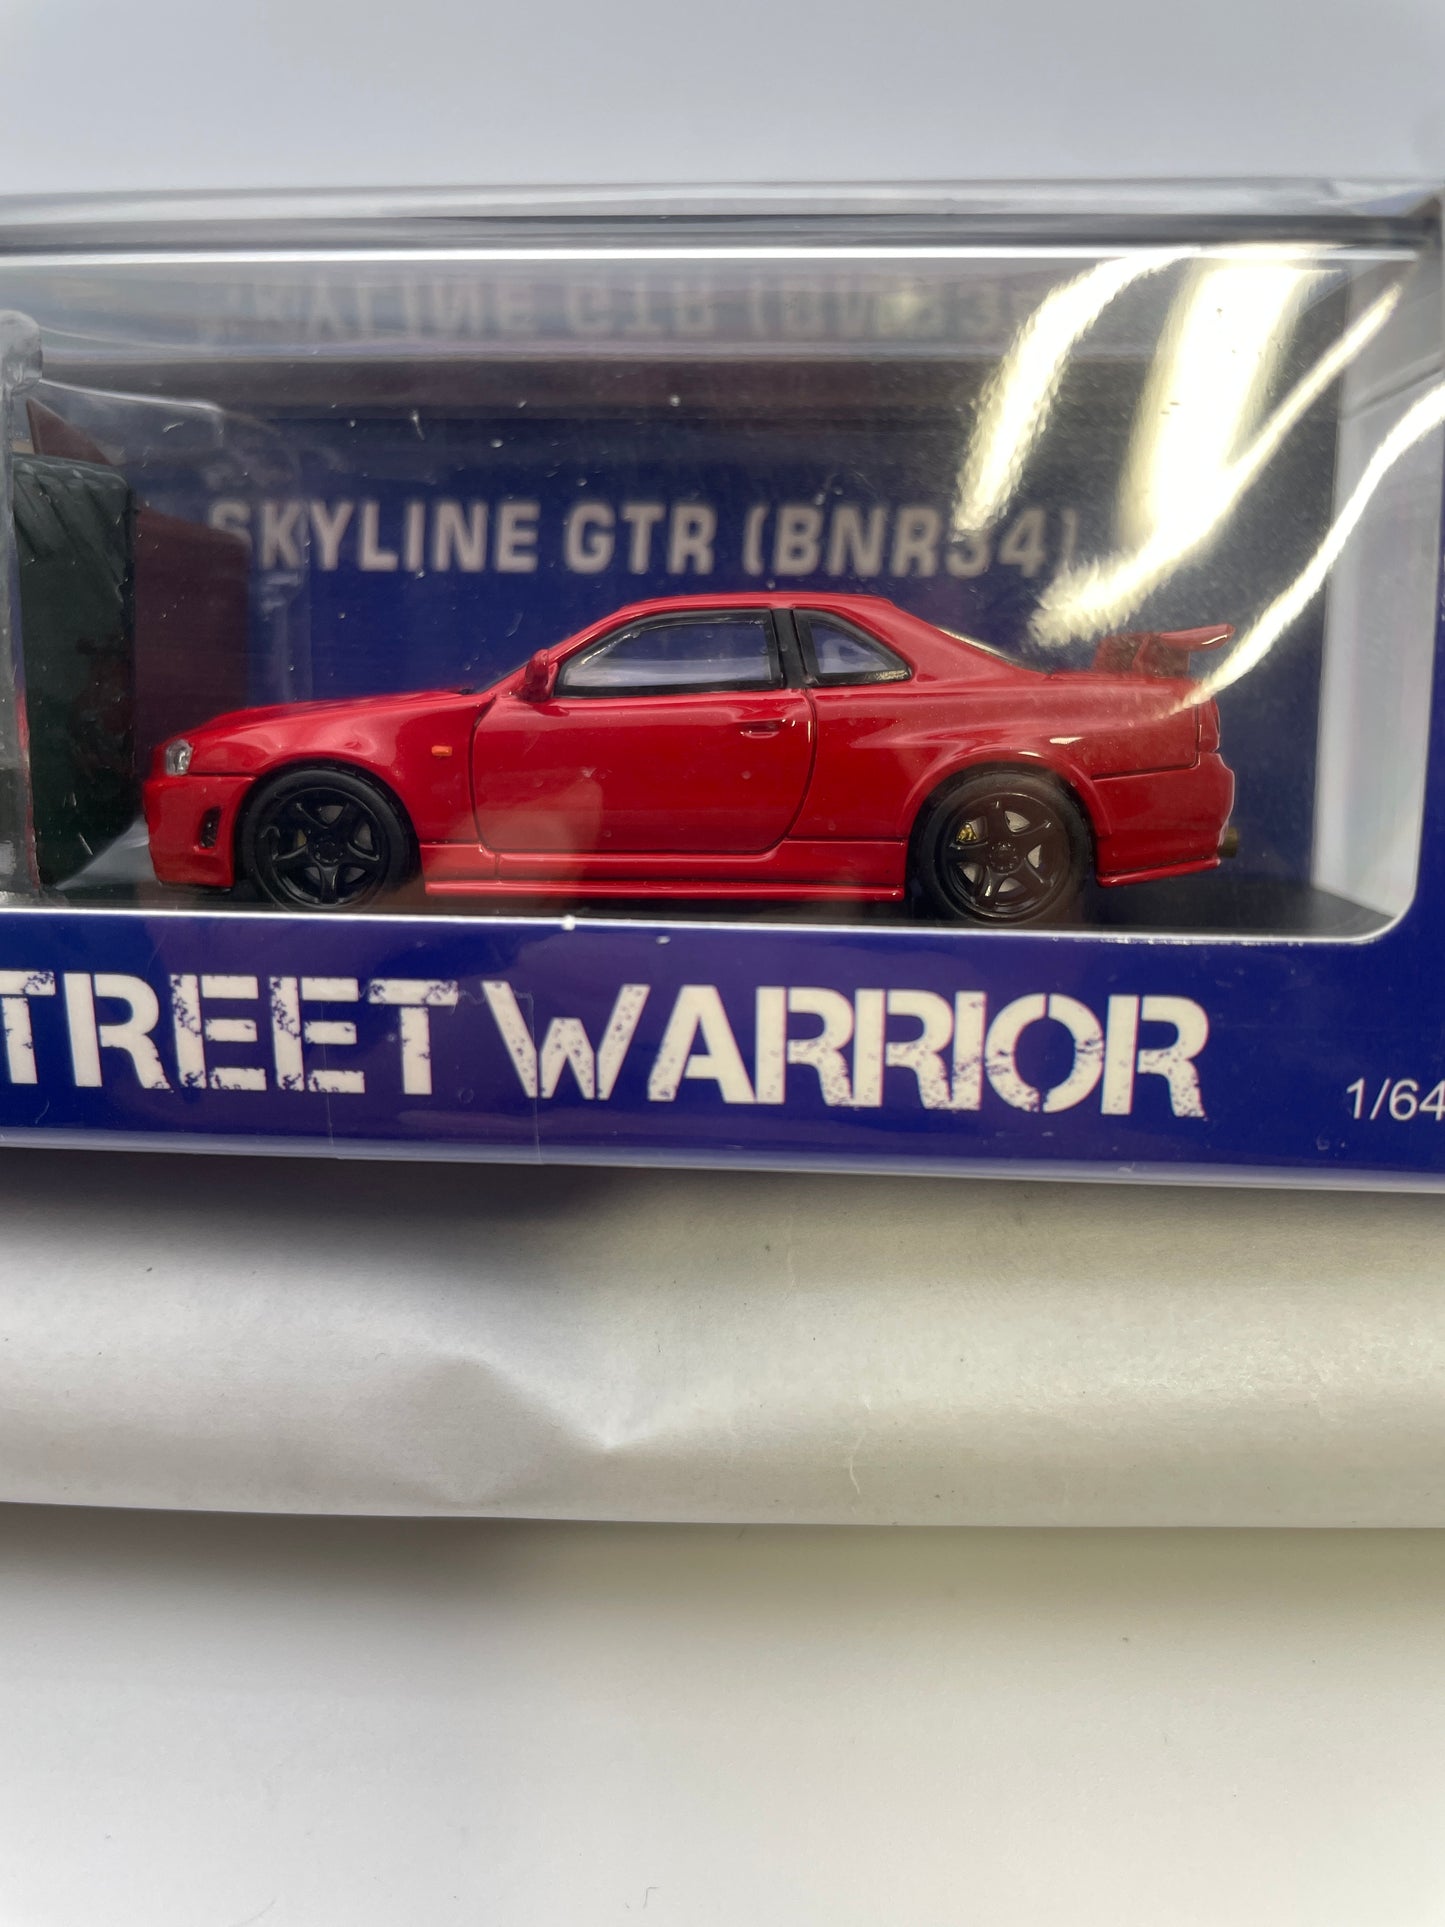 SKYLINE GTR (BNR34)
TREET WARRIOR
1/64